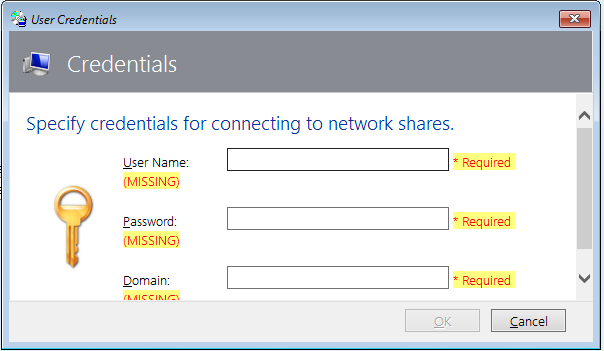 User Credentials
Credentials
Specify credentials for connecting to network shares.
User Name:
* Required
(MISSING)
Password:
* Required
(MISSING)
Domain:
* Required
(MISSING)
OK
Cancel